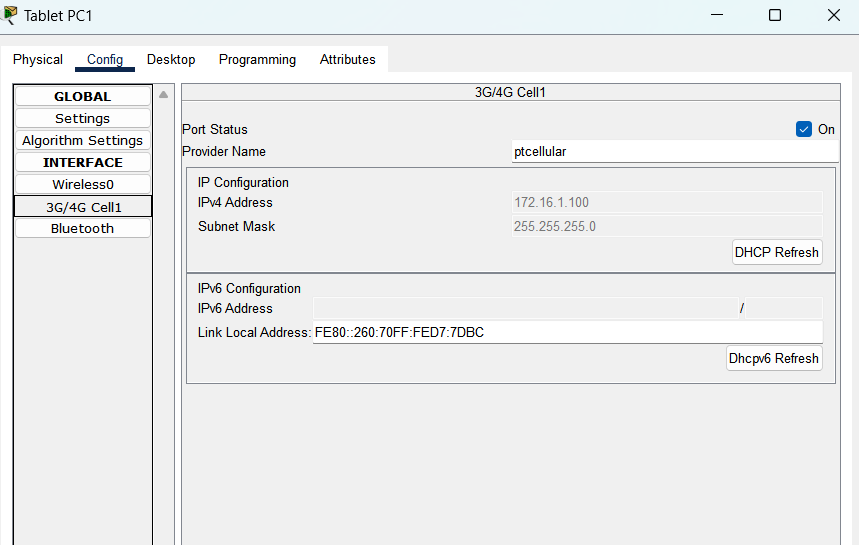 Tablet PC1
Physical Config Desktop Programming Attributes
GLOBAL
Settings
Algorithm Settings
INTERFACE
Wireless0
3G/4G Cell1
Bluetooth
3G/4G Cell1
Port Status On
Provider Name ptcellular
IP Configuration
IPv4 Address 172.16.1.100
Subnet Mask 255.255.255.0
DHCP Refresh
IPv6 Configuration
IPv6 Address /
Link Local Address: FE80::260:70FF:FED7:7DBC
Dhcpv6 Refresh